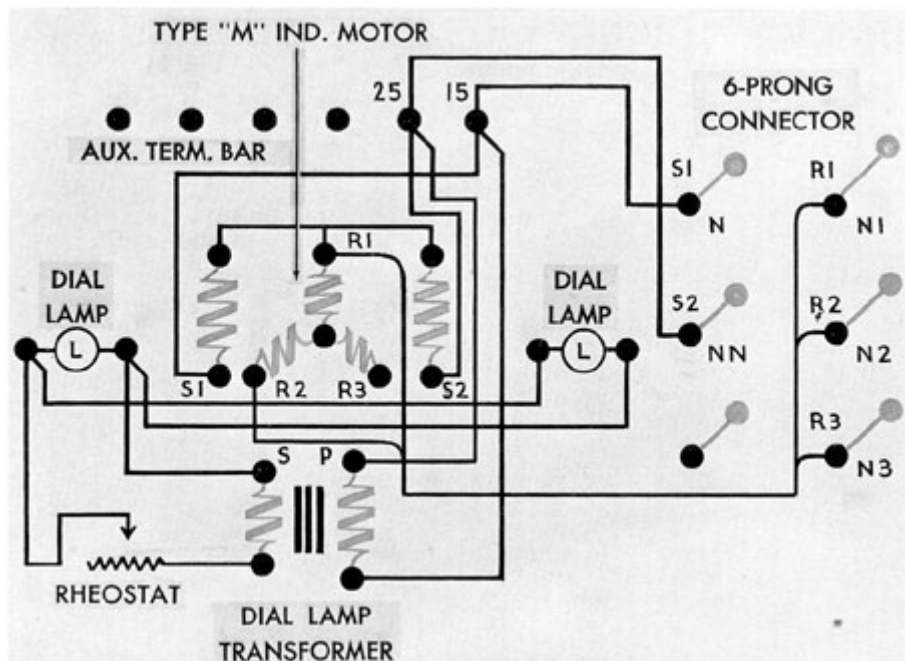 TYPE "M" IND. MOTOR
25 15
6-PRONG
CONNECTOR
AUX. TERM. BAR
S1 R1
N N1
R1
DIAL
LAMP
DIAL
LAMP
L
L
S2 R2
NN N2
S1 R2 R3 S2
R3
N3
S P
RHEOSTAT
DIAL LAMP
TRANSFORMER